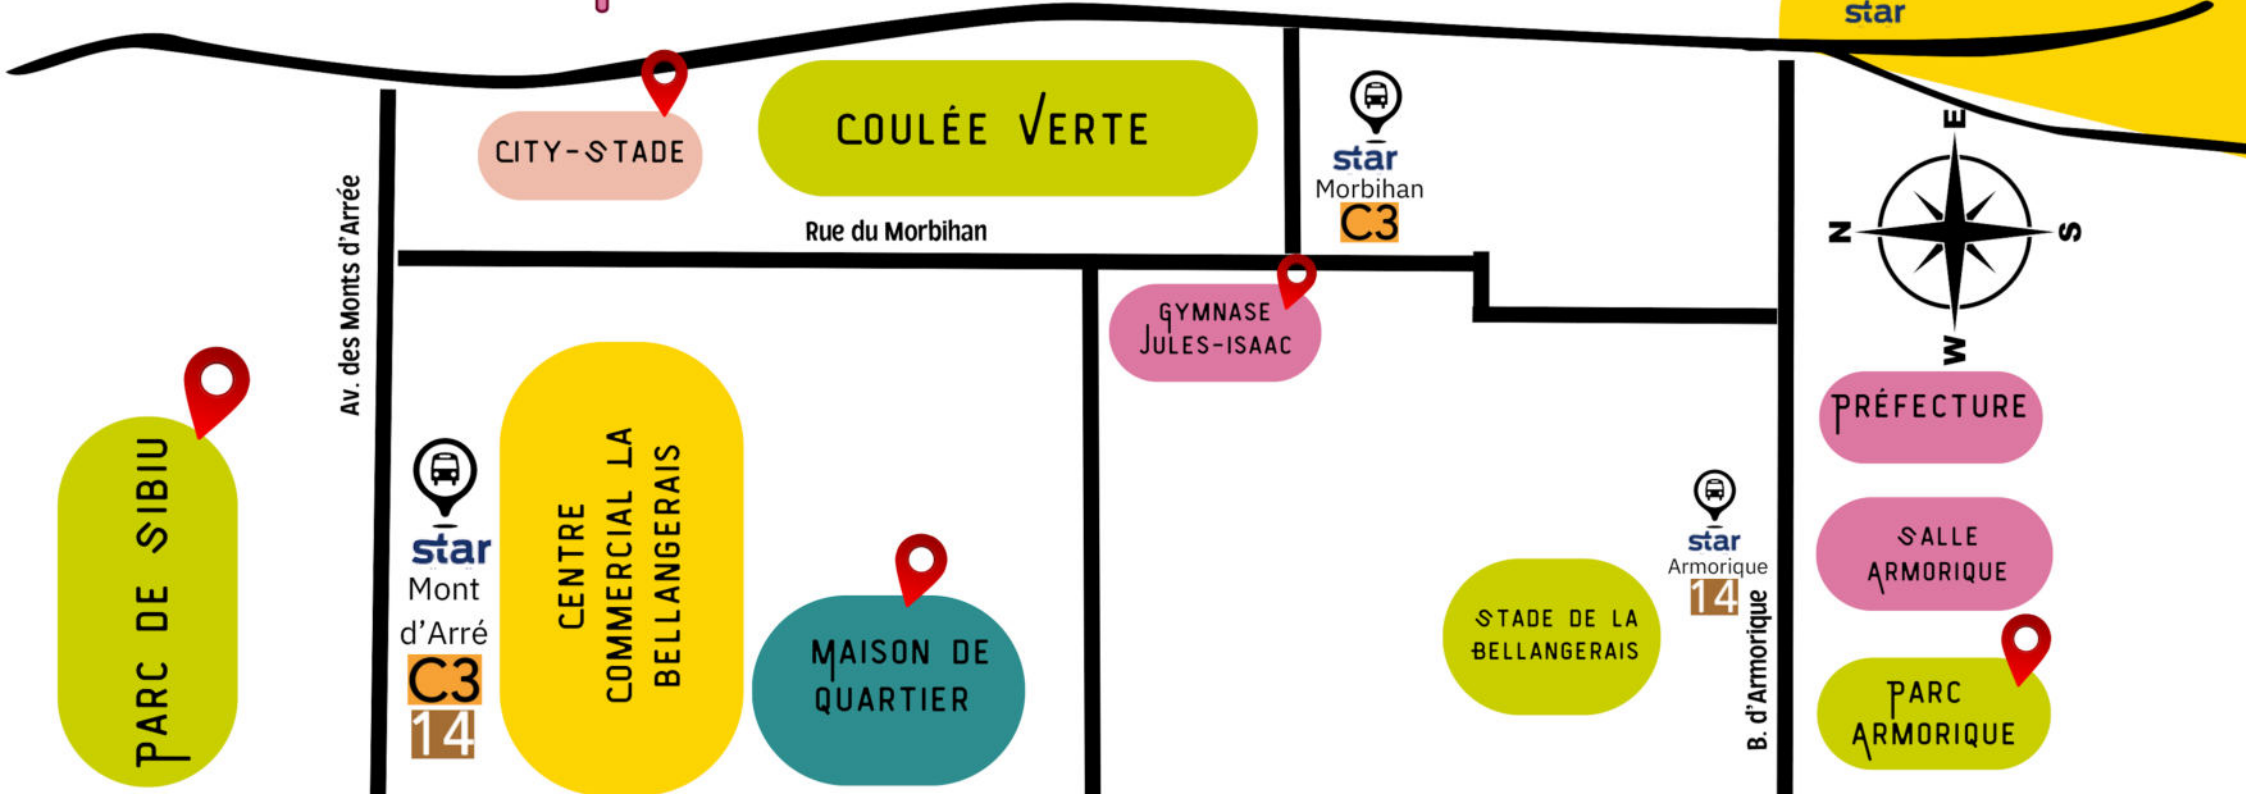 star
CITY-STADE
COULÉE VERTE
star
Morbihan
C3
Rue du Morbihan
Av. des Monts d'Arrée
E
N
S
W
GYMNASE
JULES-ISAAC
PRÉFECTURE
PARC DE SIBIU
star
Mont
d'Arré
C3
14
CENTRE
COMMERCIAL LA
BELLANGERAIS
MAISON DE
QUARTIER
STADE DE LA
BELLANGERAIS
star
Armorique
14
B. d'Armorique
SALLE
ARMORIQUE
PARC
ARMORIQUE